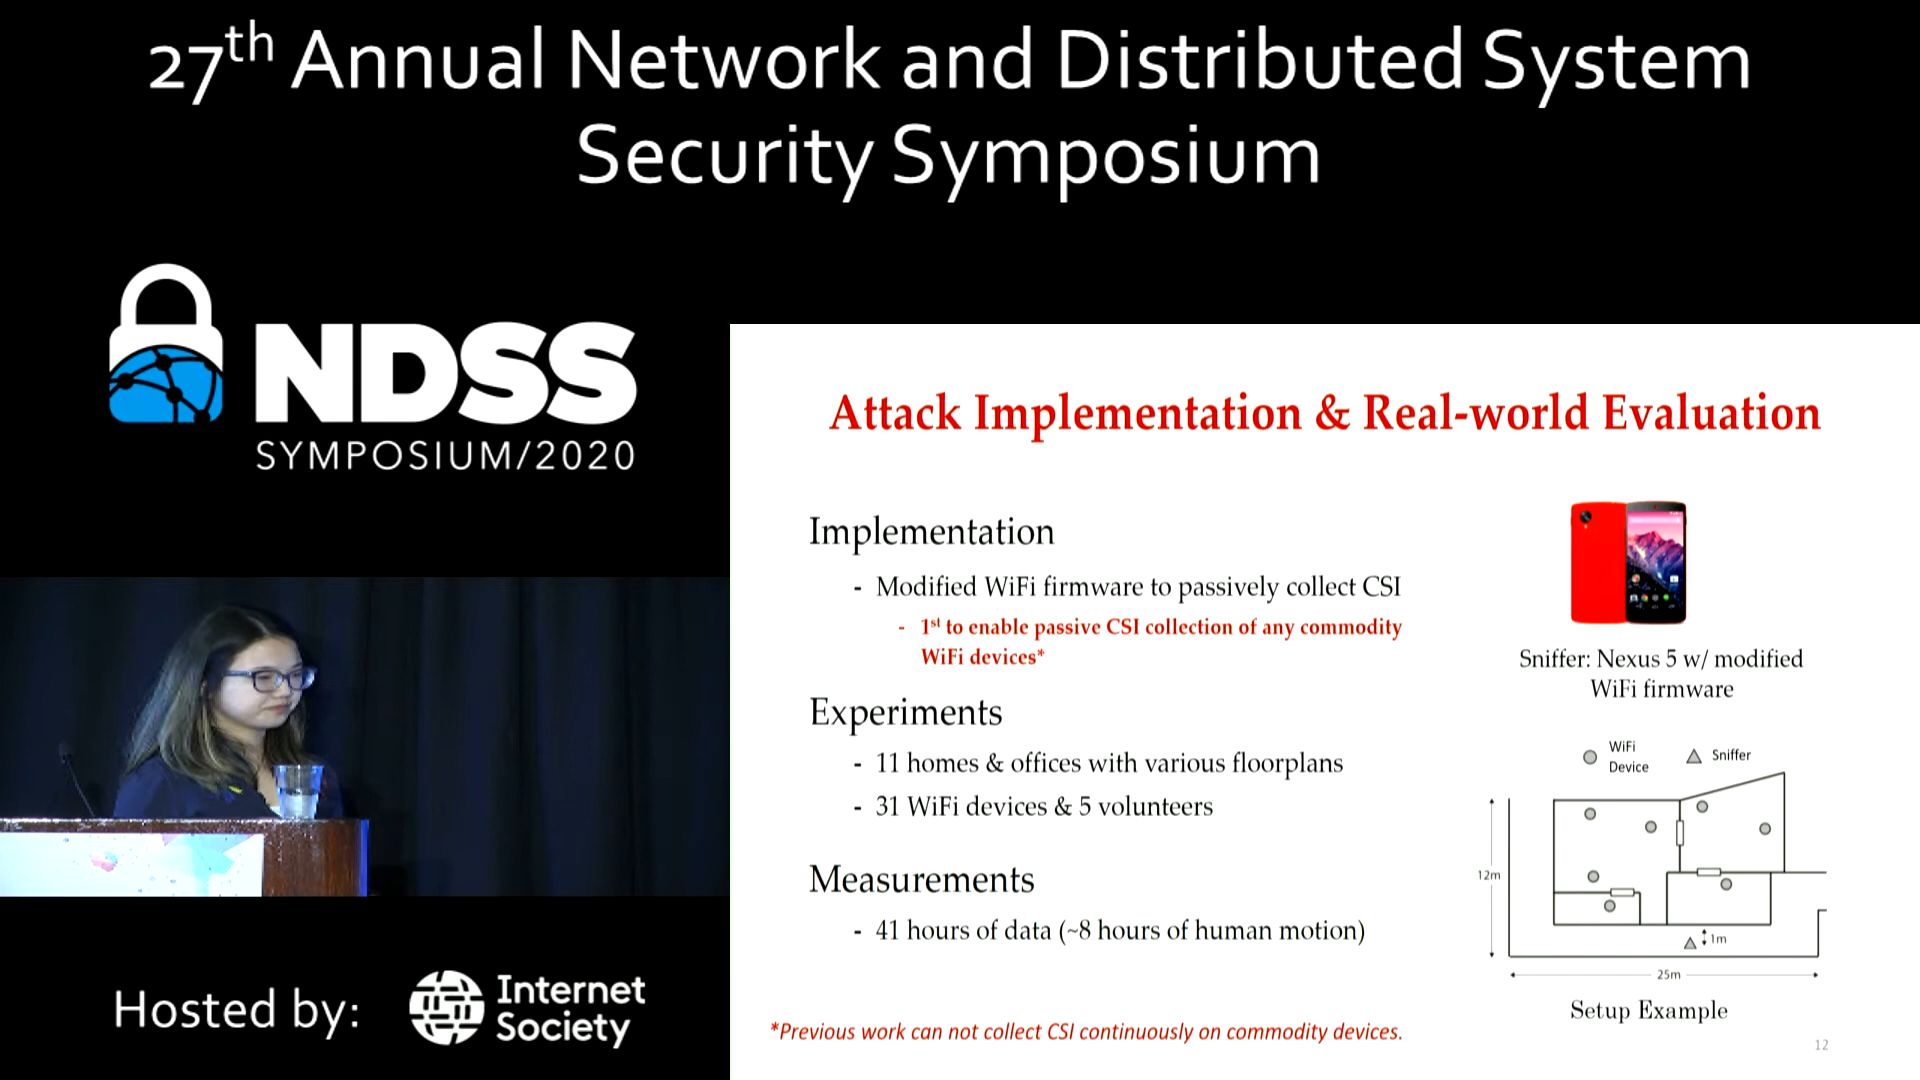 27th Annual Network and Distributed System
Security Symposium
NDSS
SYMPOSIUM/2020
Attack Implementation & Real-world Evaluation
Implementation
- Modified WiFi firmware to passively collect CSI
- 1st to enable passive CSI collection of any commodity
WiFi devices*
Sniffer: Nexus 5 w/ modified
WiFi firmware
Experiments
- 11 homes & offices with various floorplans
- 31 WiFi devices & 5 volunteers
Measurements
- 41 hours of data (~8 hours of human motion)
WiFi
Device
Sniffer
12m
1m
25m
Setup Example
*Previous work can not collect CSI continuously on commodity devices.
12
Hosted by:
Internet
Society